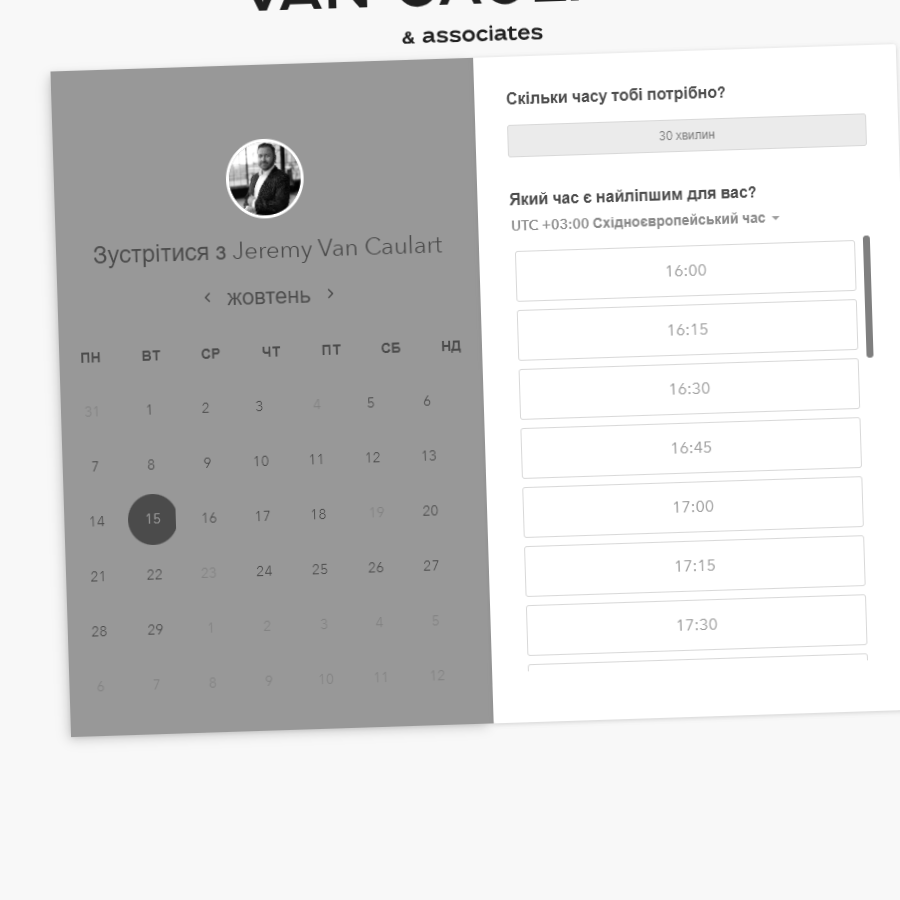 & associates
Зустрітися з Jeremy Van Caulart
жовтень
ПН ВТ СР ЧТ ПТ СБ НД
31 1 2 3 4 5 6
7 8 9 10 11 12 13
14 15 16 17 18 19 20
21 22 23 24 25 26 27
28 29 1 2 3 4 5
6 7 8 9 10 11 12
Скільки часу тобі потрібно?
30 хвилин
Який час є найліпшим для вас?
UTC +03:00 Східноєвропейський час
16:00
16:15
16:30
16:45
17:00
17:15
17:30